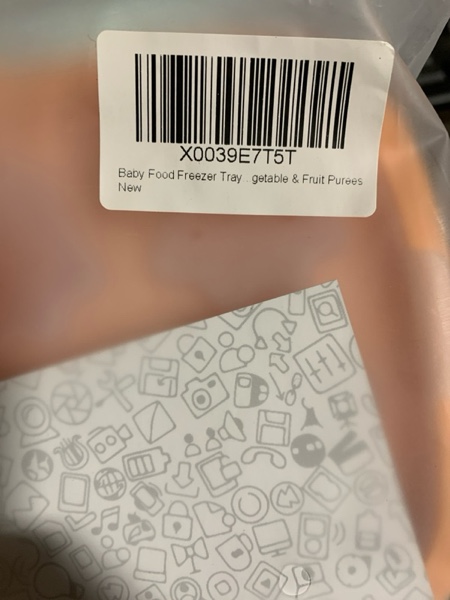 X0039E7T5T
Baby Food Freezer Tray...getable & Fruit Purees
New